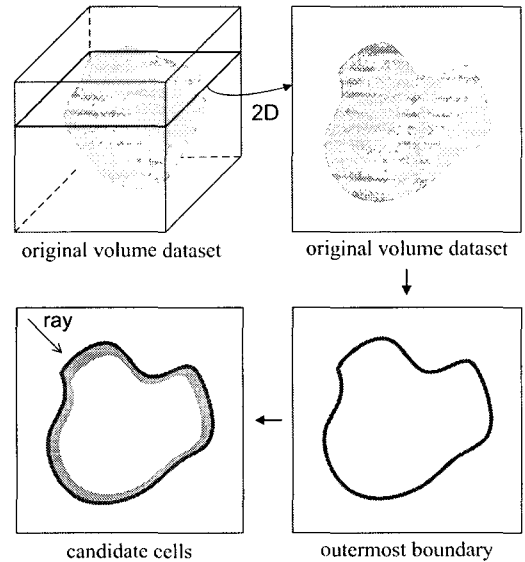 2D
original volume dataset
original volume dataset
ray
candidate cells
outermost boundary